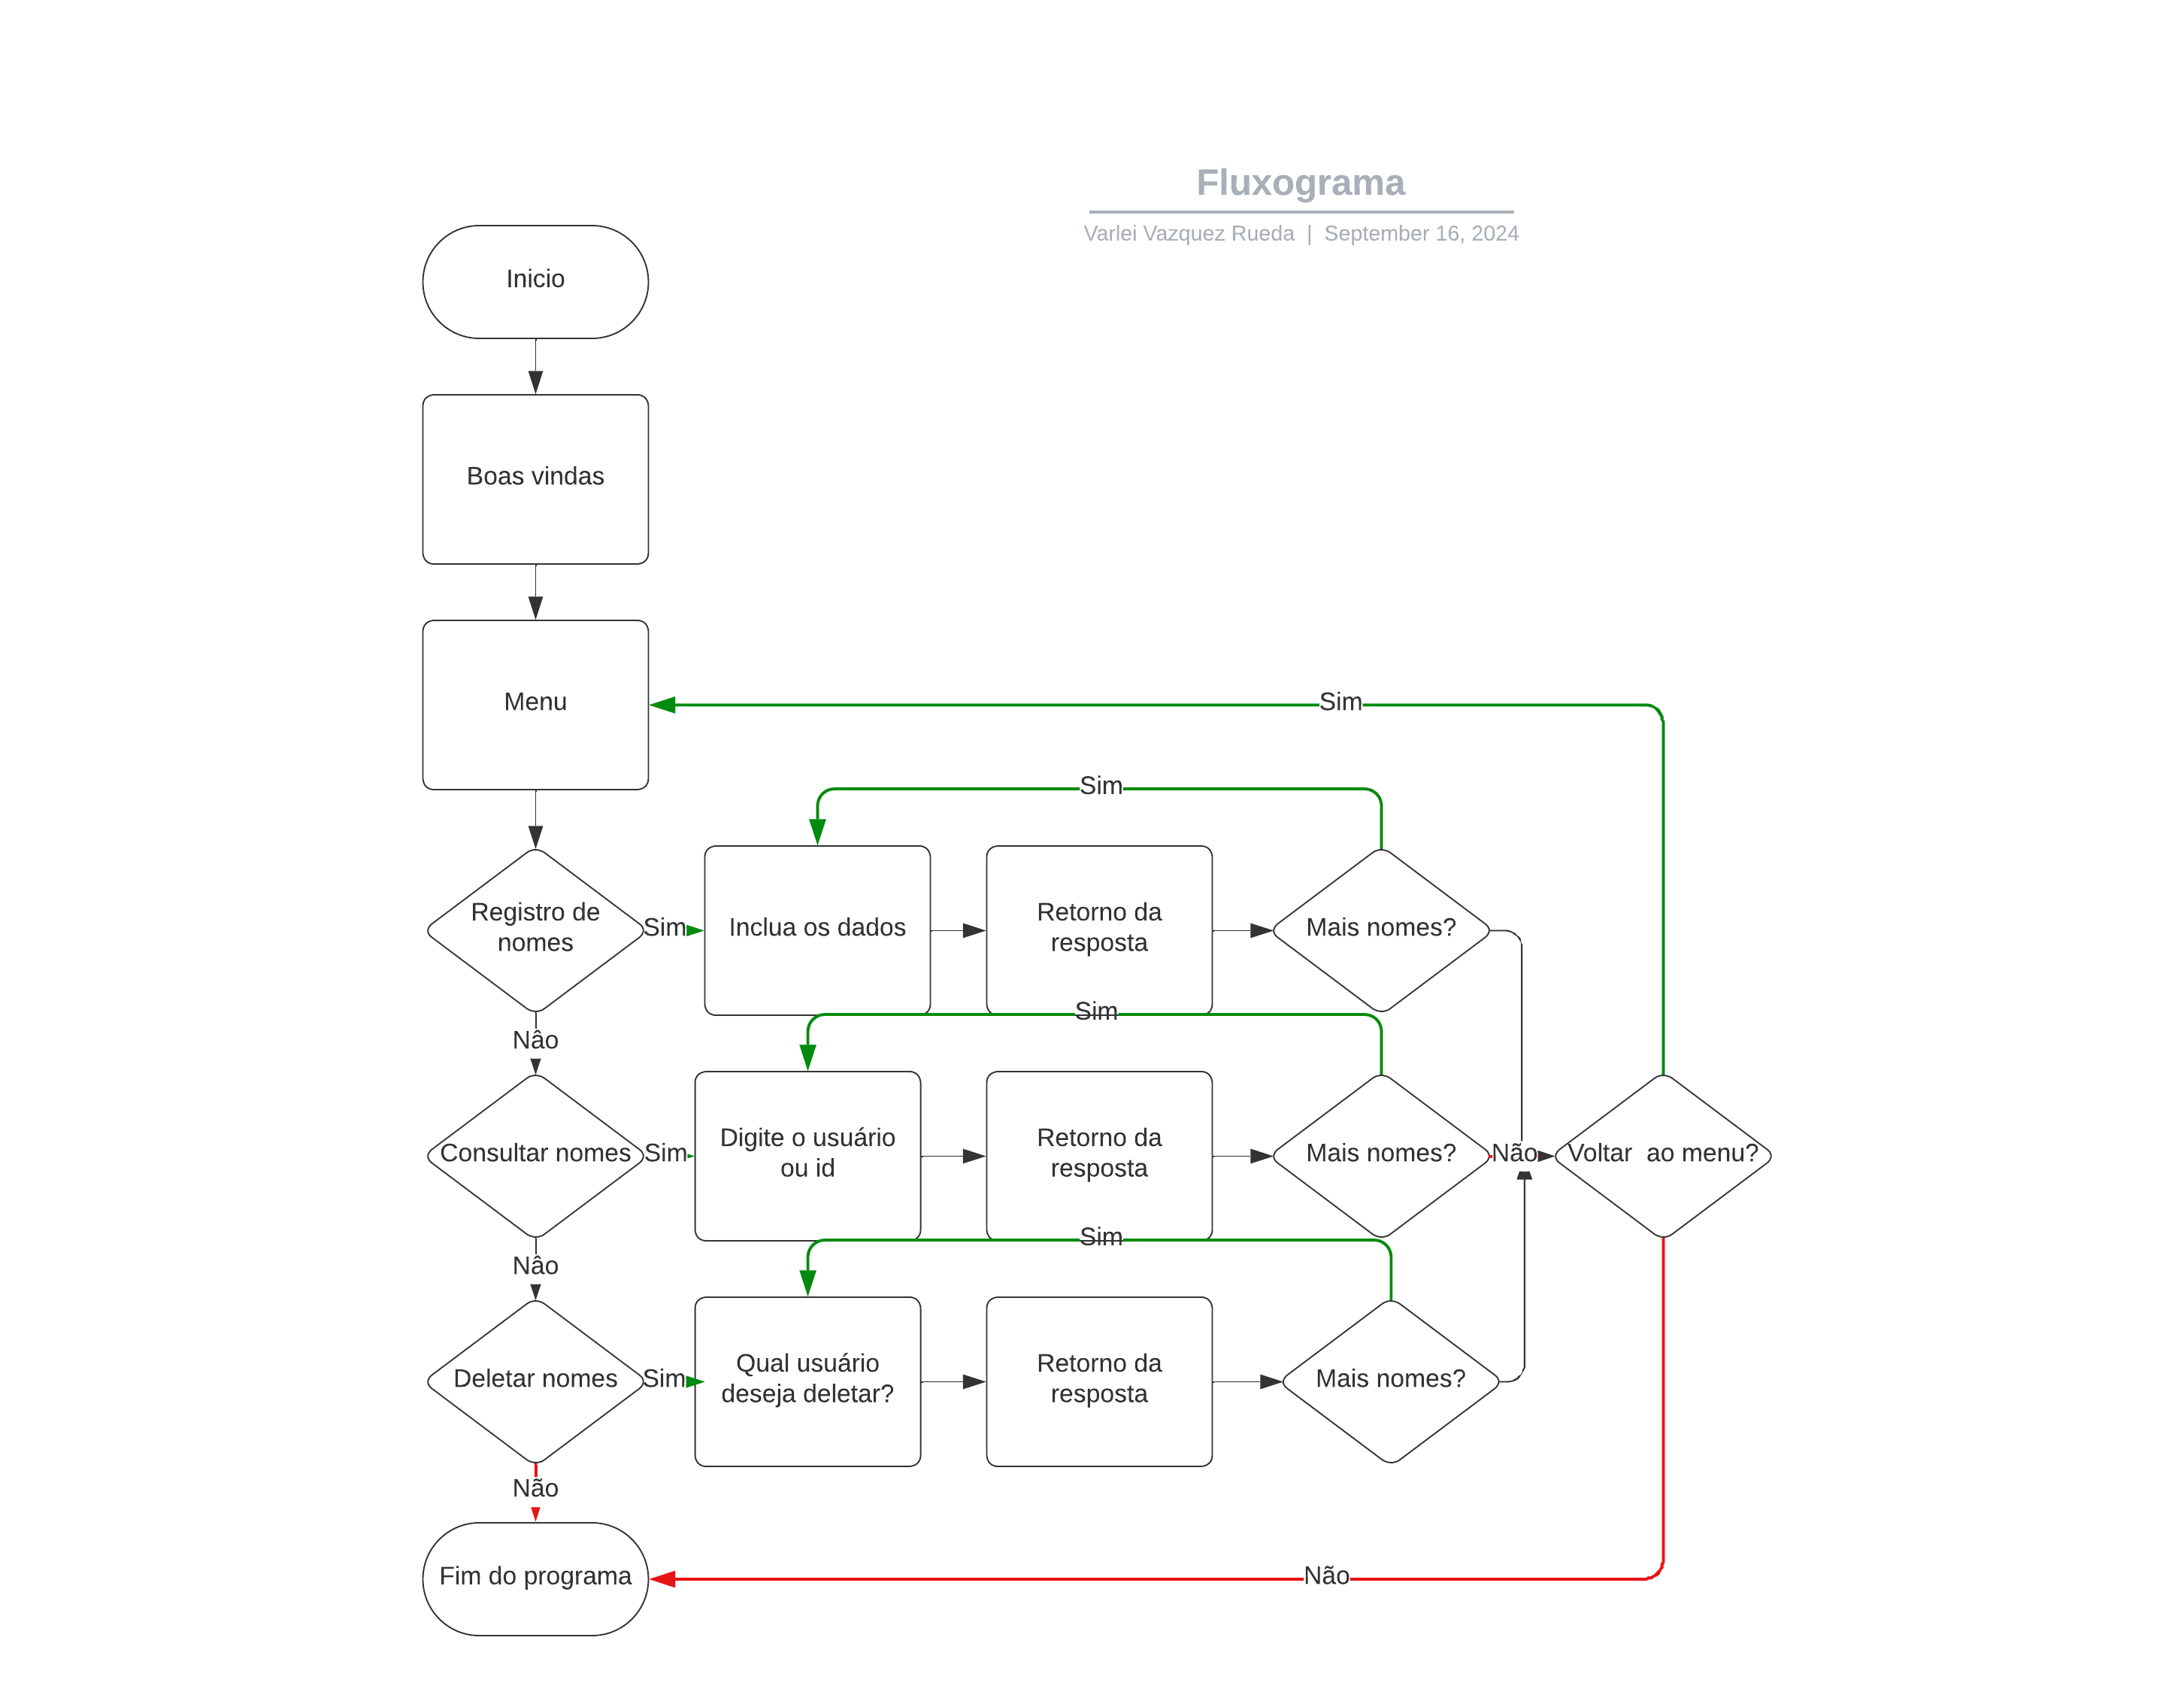 Fluxograma
Varlei Vazquez Rueda | September 16, 2024
Inicio
Boas vindas
Menu
Sim
Sim
Registro de
nomes
Sim
Inclua os dados
Retorno da
resposta
Mais nomes?
Sim
Nâo
Consultar nomes
Sim
Digite o usuário
ou id
Retorno da
resposta
Mais nomes?
Não
Voltar  ao menu?
Sim
Nâo
Deletar nomes
Sim
Qual usuário
deseja deletar?
Retorno da
resposta
Mais nomes?
Não
Fim do programa
Não